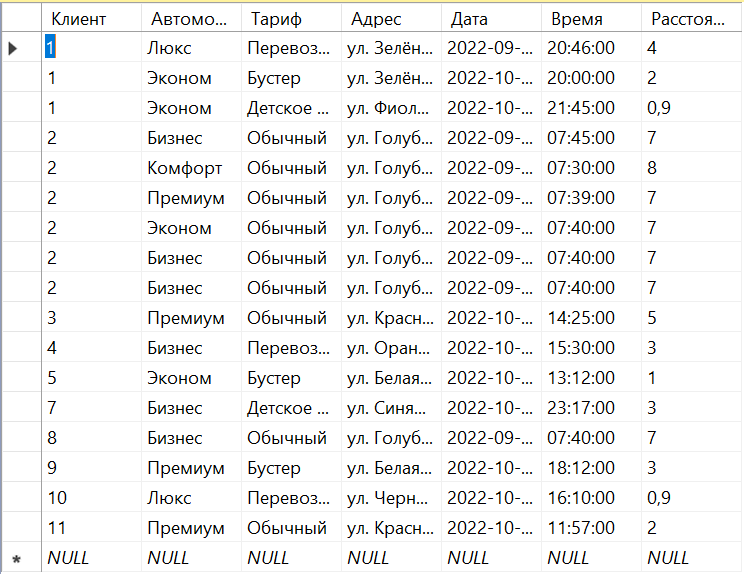 Клиент Автомо... Тариф Адрес Дата Время Расстоя...
1 Люкс Перевоз... ул. Зелён... 2022-09-... 20:46:00 4
1 Эконом Бустер ул. Зелён... 2022-10-... 20:00:00 2
1 Эконом Детское ... ул. Фиол... 2022-10-... 21:45:00 0,9
2 Бизнес Обычный ул. Голуб... 2022-09-... 07:45:00 7
2 Комфорт Обычный ул. Голуб... 2022-09-... 07:30:00 8
2 Премиум Обычный ул. Голуб... 2022-09-... 07:39:00 7
2 Эконом Обычный ул. Голуб... 2022-09-... 07:40:00 7
2 Бизнес Обычный ул. Голуб... 2022-09-... 07:40:00 7
2 Бизнес Обычный ул. Голуб... 2022-09-... 07:40:00 7
3 Премиум Обычный ул. Красн... 2022-10-... 14:25:00 5
4 Бизнес Перевоз... ул. Оран... 2022-10-... 15:30:00 3
5 Эконом Бустер ул. Белая... 2022-10-... 13:12:00 1
7 Бизнес Детское ... ул. Синя... 2022-10-... 23:17:00 3
8 Бизнес Обычный ул. Голуб... 2022-09-... 07:40:00 7
9 Премиум Бустер ул. Белая... 2022-10-... 18:12:00 3
10 Люкс Перевоз... ул. Черн... 2022-10-... 16:10:00 0,9
11 Премиум Обычный ул. Красн... 2022-10-... 11:57:00 2
NULL NULL NULL NULL NULL NULL NULL